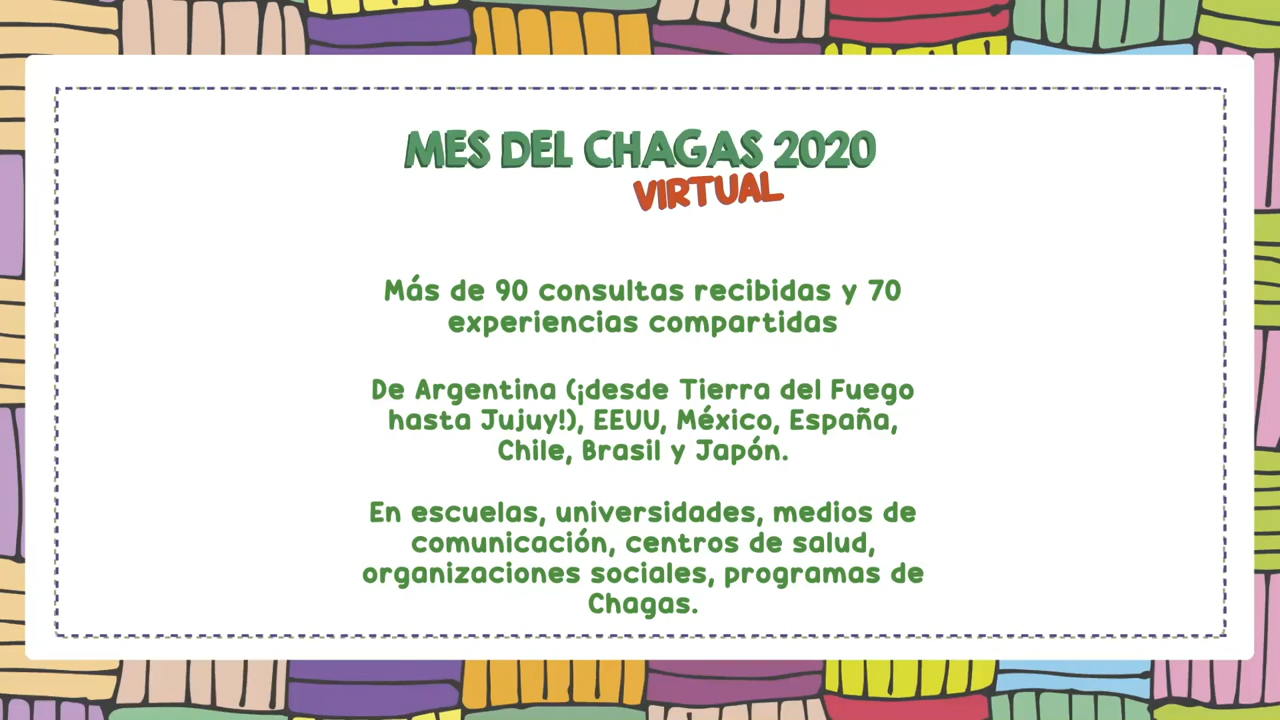 MES DEL CHAGAS 2020
VIRTUAL
Más de 90 consultas recibidas y 70
experiencias compartidas
De Argentina (¡desde Tierra del Fuego
hasta Jujuy!), EEUU, México, España,
Chile, Brasil y Japón.
En escuelas, universidades, medios de
comunicación, centros de salud,
organizaciones sociales, programas de
Chagas.